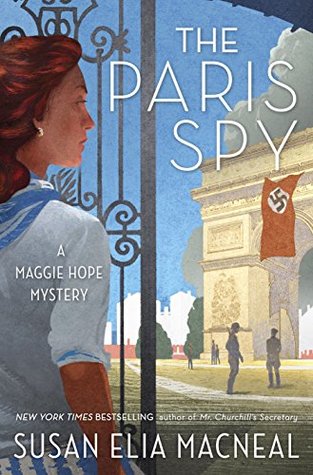 THE
PARIS
SPY
A
MAGGIE HOPE
MYSTERY
NEW YORK TIMES BESTSELLING author of Mr. Churchill's Secretary
SUSAN ELIA MACNEAL